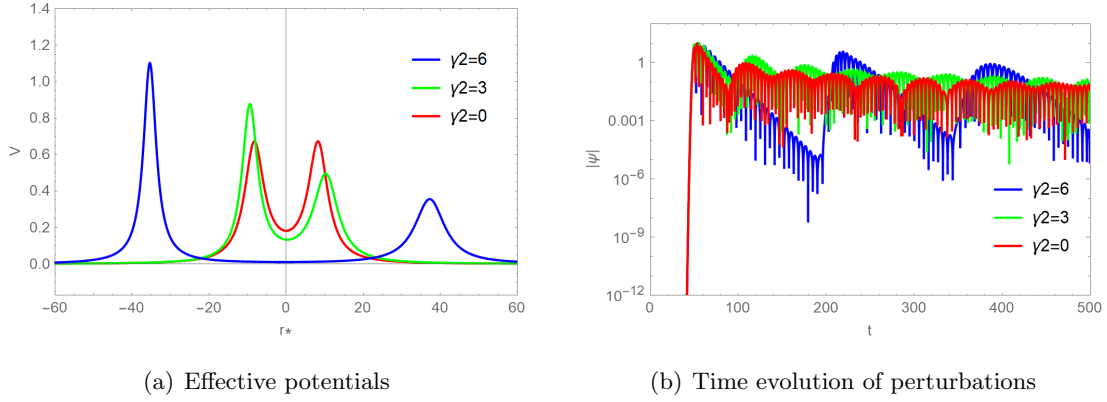 1.4
1.2
1.0
0.8
0.6
0.4
0.2
0.0
V
−60 −40 −20 0 20 40 60
r*
γ2=6
γ2=3
γ2=0
(a) Effective potentials
1
0.001
10⁻⁶
10⁻⁹
10⁻¹²
|ψ|
0 100 200 300 400 500
t
γ2=6
γ2=3
γ2=0
(b) Time evolution of perturbations